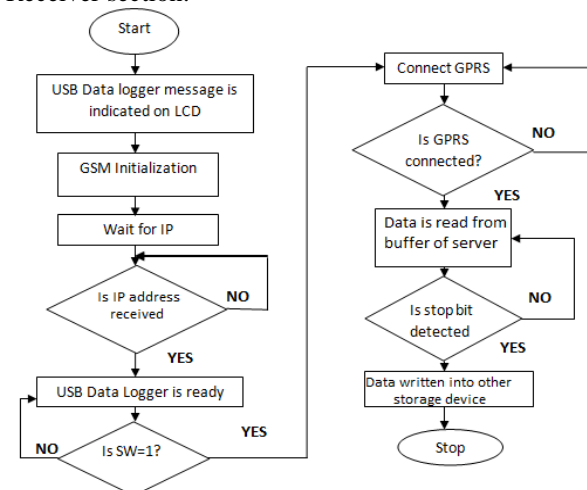 Receiver section.
Start
USB Data logger message is
indicated on LCD
GSM Initialization
Wait for IP
Is IP address
received
NO
YES
USB Data Logger is ready
NO
YES
Is SW=1?
Connect GPRS
Is GPRS
connected?
NO
YES
Data is read from
buffer of server
Is stop bit
detected
NO
YES
Data written into other
storage device
Stop